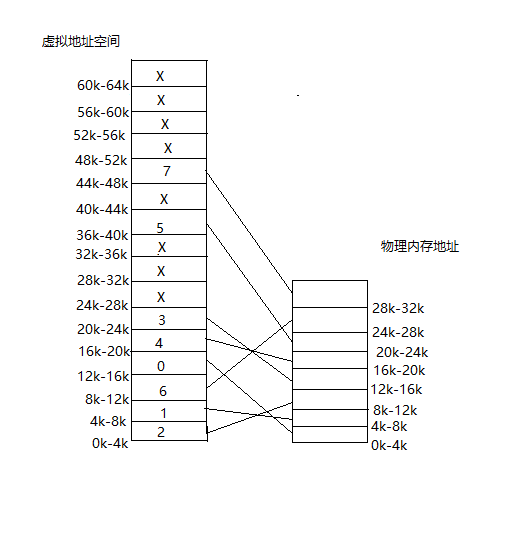 虚拟地址空间
X
60k-64k
X
56k-60k
X
52k-56k
X
48k-52k
7
44k-48k
X
40k-44k
5
36k-40k
X
32k-36k
X
28k-32k
X
24k-28k
3
20k-24k
4
16k-20k
0
12k-16k
6
8k-12k
1
4k-8k
2
0k-4k
物理内存地址
28k-32k
24k-28k
20k-24k
16k-20k
12k-16k
8k-12k
4k-8k
0k-4k